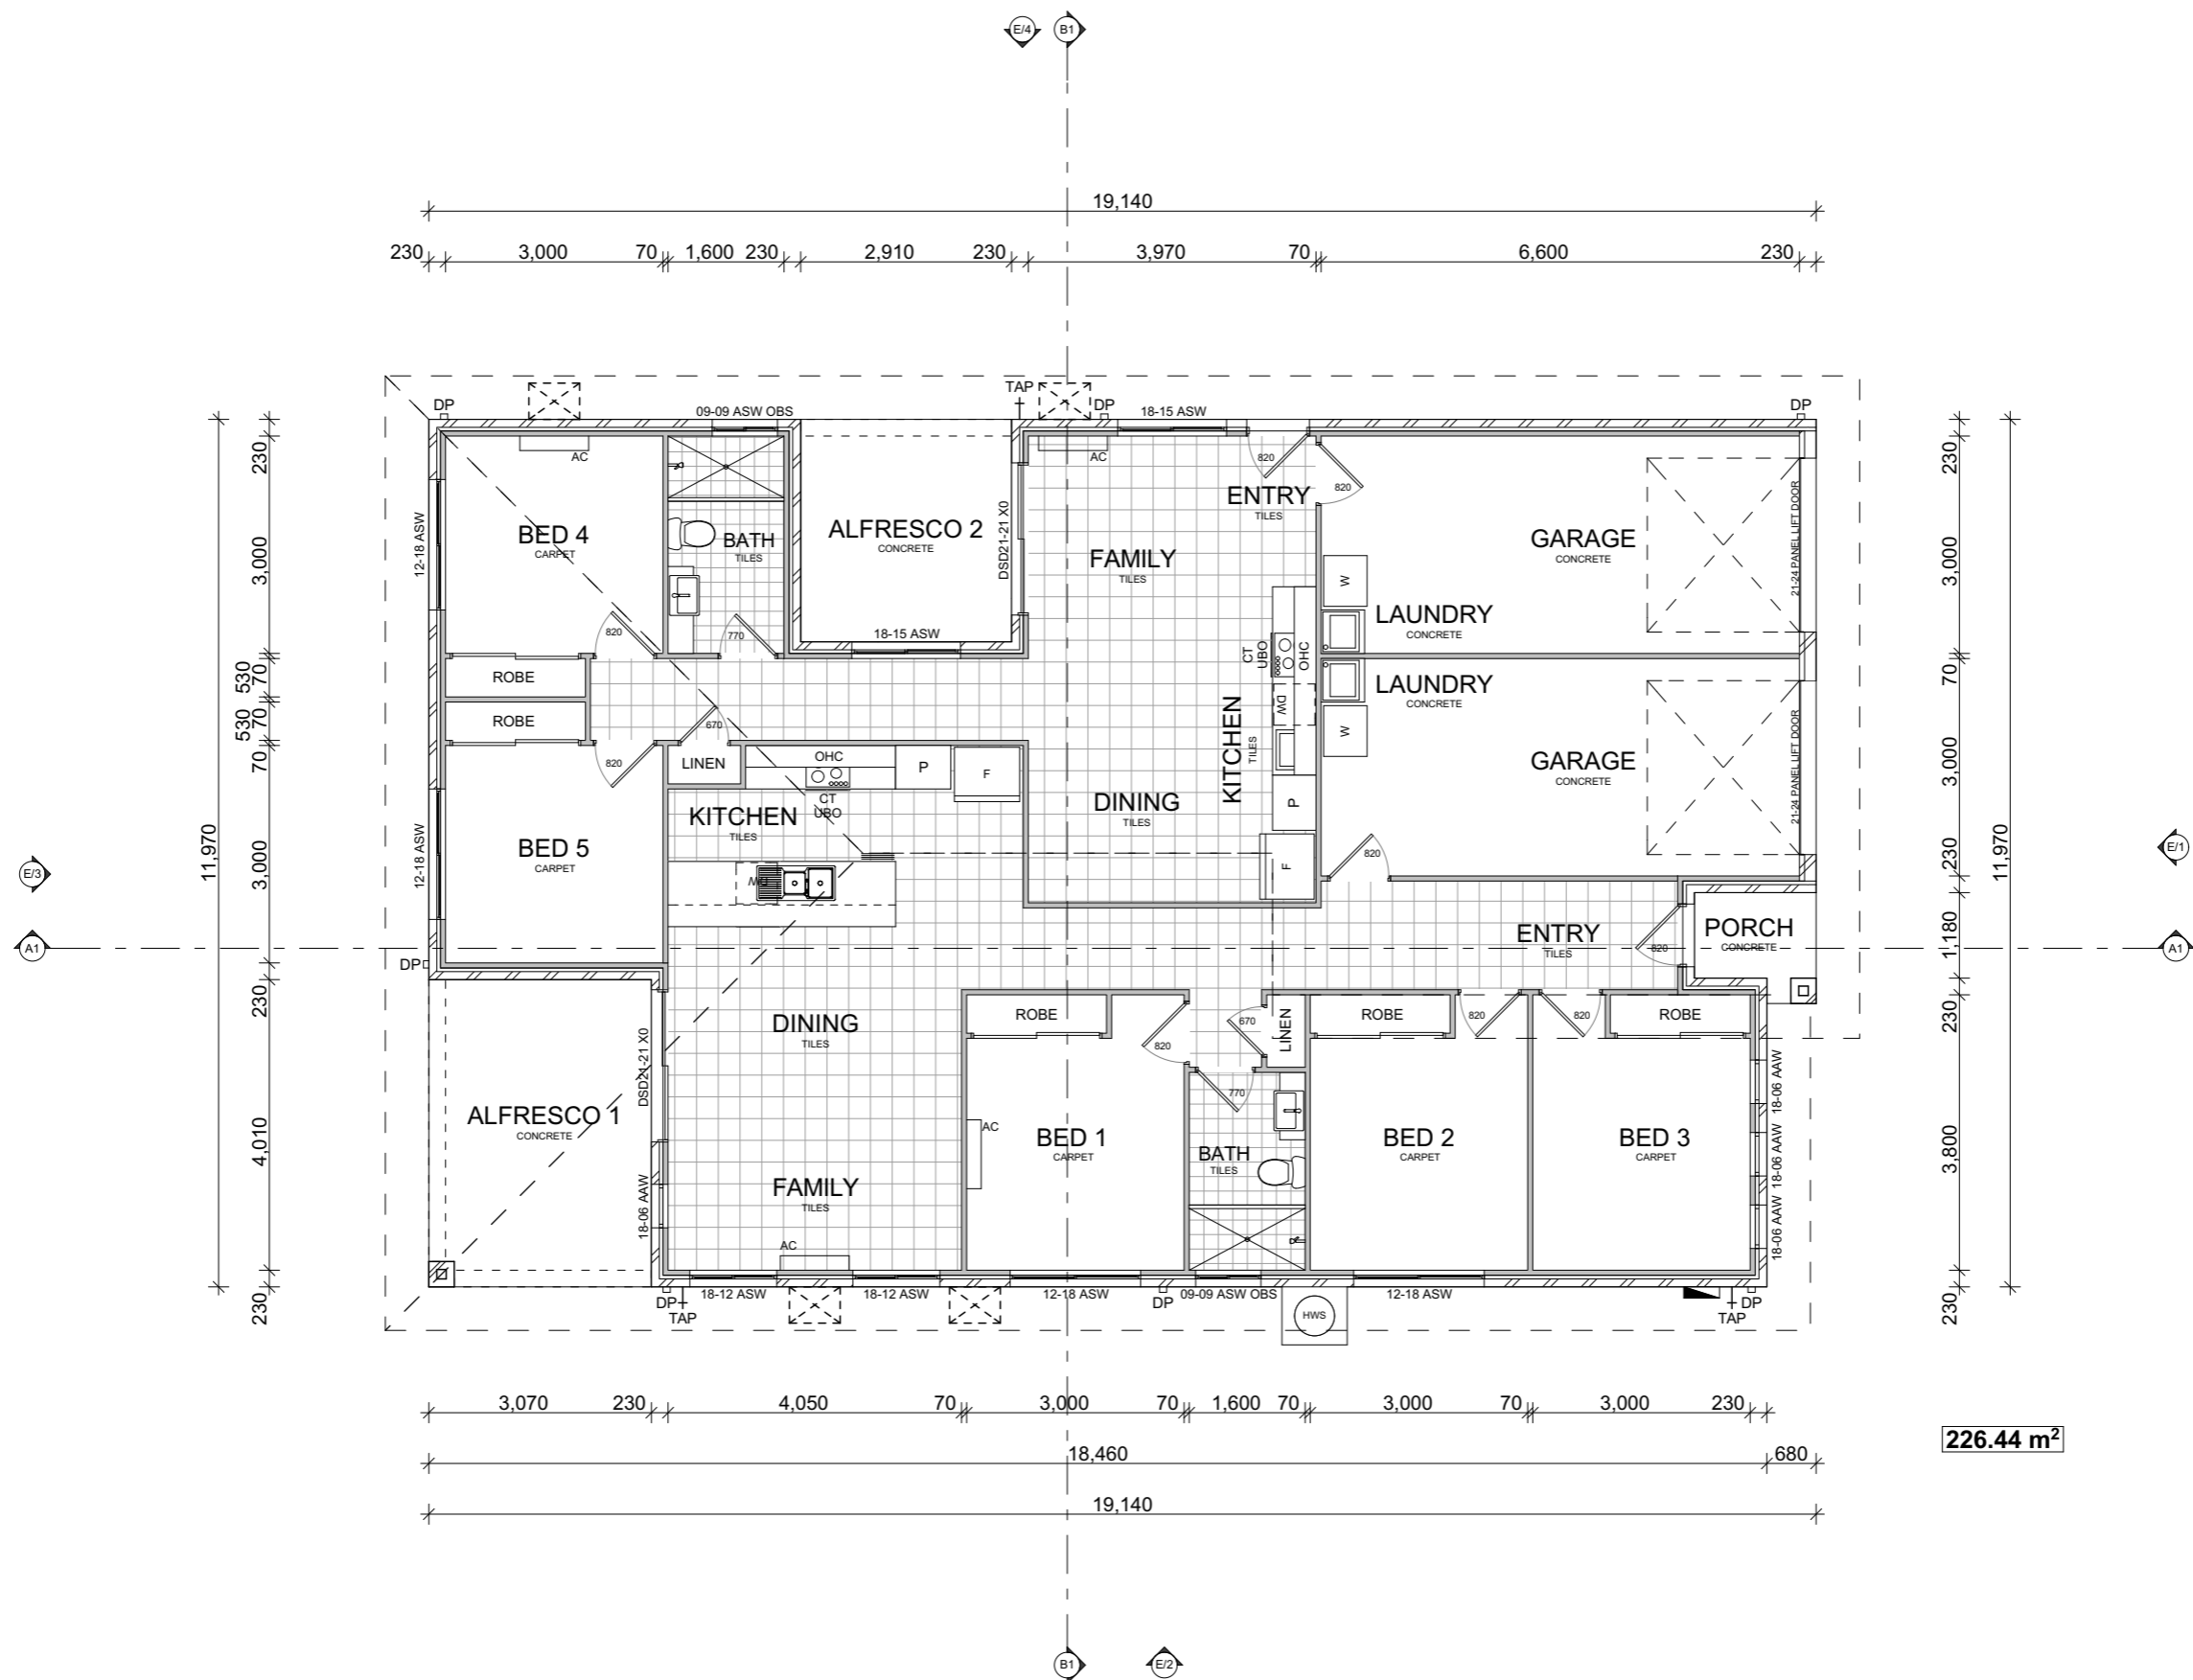 E/4
B1
19,140
230
3,000
70
1,600
230
2,910
230
3,970
70
6,600
230
TAP
DP
09-09 ASW OBS
DP
18-15 ASW
DP
AC
AC
820
820
230
230
12-18 ASW
BED 4
CARPET
BATH
TILES
ALFRESCO 2
CONCRETE
DSD21-21 X0
ENTRY
TILES
FAMILY
TILES
GARAGE
CONCRETE
21-24 PANEL LIFT DOOR
3,000
3,000
W
LAUNDRY
CONCRETE
820
770
18-15 ASW
CT
UBO
OHC
530
70
70
ROBE
LAUNDRY
CONCRETE
DW
530
70
ROBE
670
KITCHEN
TILES
W
70
820
LINEN
OHC
P
F
GARAGE
CONCRETE
21-24 PANEL LIFT DOOR
3,000
CT
UBO
KITCHEN
TILES
DINING
TILES
P
11,970
12-18 ASW
BED 5
CARPET
3,000
820
F
230
11,970
E/3
E/1
DW
A1
ENTRY
TILES
820
PORCH
CONCRETE
1,180
A1
DP
230
230
DINING
TILES
ROBE
820
670
LINEN
ROBE
820
820
ROBE
DSD21-21 X0
770
18-06 AAW
ALFRESCO 1
CONCRETE
4,010
AC
BED 1
CARPET
BATH
TILES
BED 2
CARPET
BED 3
CARPET
18-06 AAW
3,800
18-06 AAW
FAMILY
TILES
18-06 AAW
AC
230
DP
TAP
18-12 ASW
18-12 ASW
12-18 ASW
DP
09-09 ASW OBS
HWS
12-18 ASW
TAP
DP
230
3,070
230
4,050
70
3,000
70
1,600
70
3,000
70
3,000
230
226.44 m²
18,460
680
19,140
B1
E/2